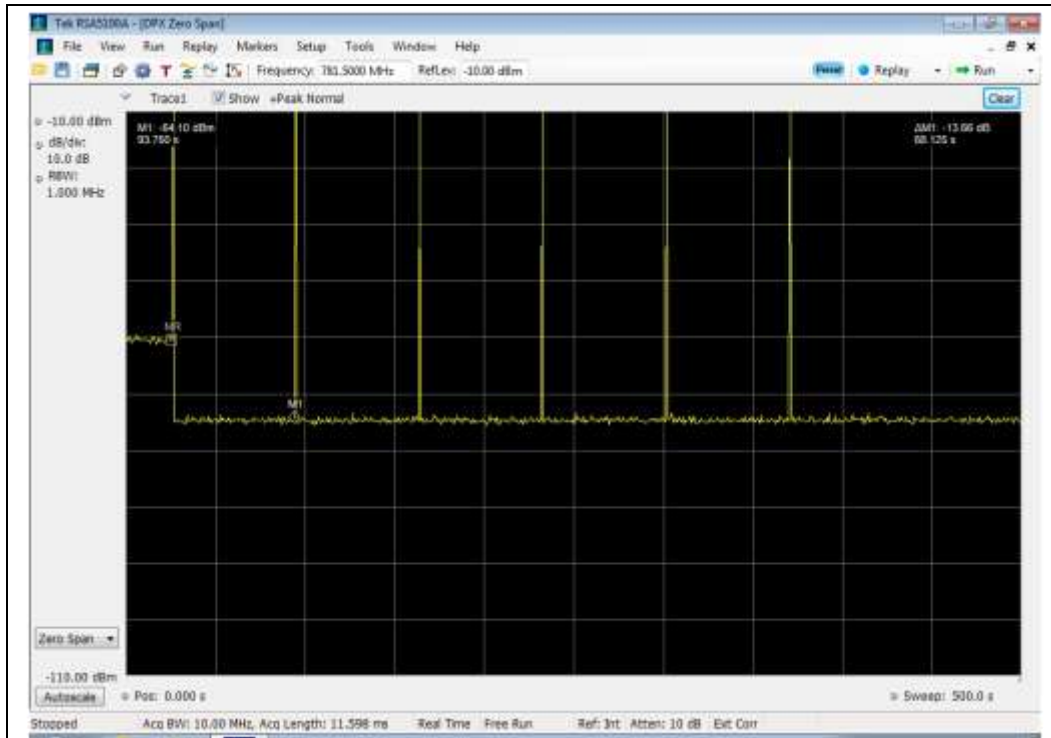 Tek RSA5100A - [DPX Zero Span]
File View Run Replay Markers Setup Tools Window Help
Frequency: 781.5000 MHz RefLev: -10.00 dBm Preset Replay Run
Trace1 Show +Peak Normal Clear
-10.00 dBm
dB/div:
10.0 dB
RBW:
1.000 MHz
M1: -64.10 dBm
93.750 s
ΔM1: -13.66 dB
68.125 s
MR
M1
Zero Span
-110.00 dBm
Autoscale Pos: 0.000 s Sweep: 500.0 s
Stopped Acq BW: 10.00 MHz, Acq Length: 11.598 ms Real Time Free Run Ref: Int Atten: 10 dB Ext Corr